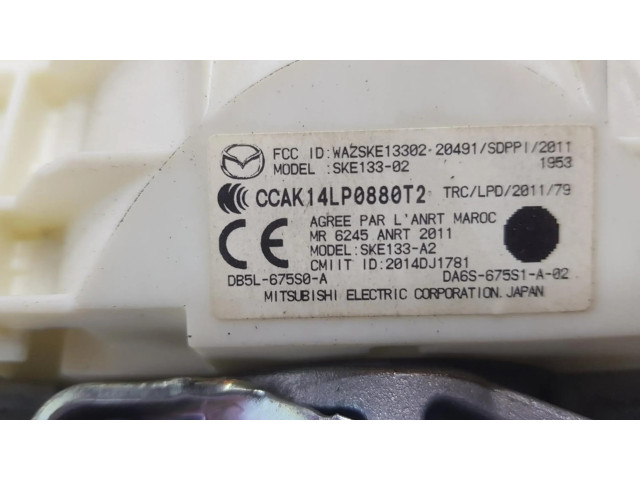 FCC ID:WAZSKE13302 20491/SDPPI/2011
MODEL :SKE133-02 1953
CCAK14LP0880T2 TRC/LPD/2011/79
AGREE PAR L'ANRT MAROC
MR 6245 ANRT 2011
MODEL:SKE133-A2
CMIIT ID:2014DJ1781
CE
DB5L-675S0-A DA6S-675S1-A-02
MITSUBISHI ELECTRIC CORPORATION.JAPAN